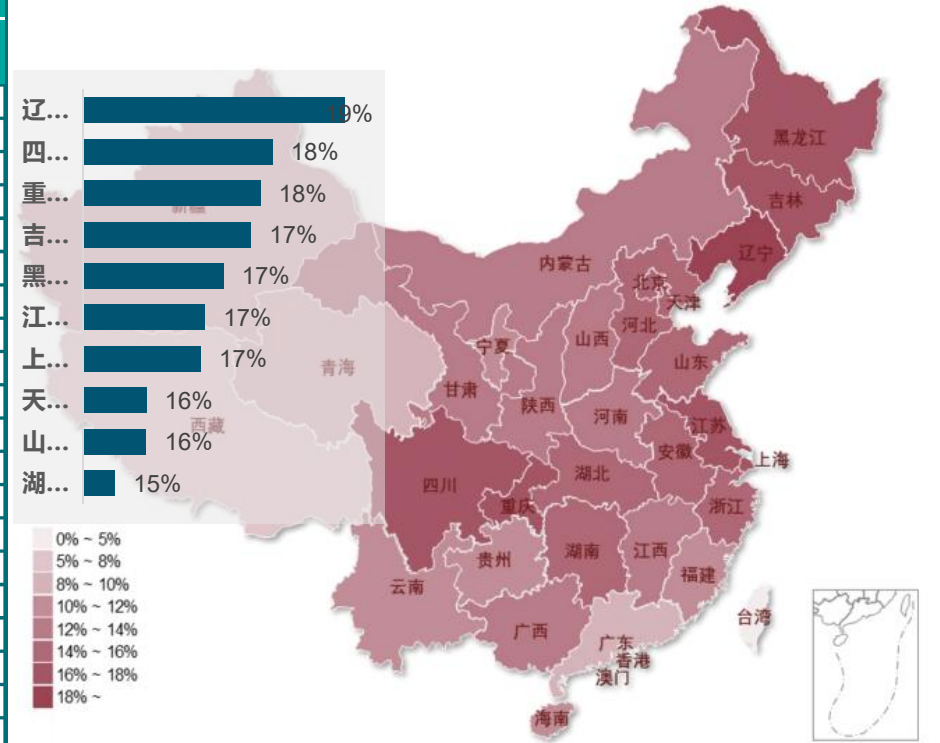 辽... 19%
四... 18%
重... 18%
吉... 17%
黑... 17%
江... 17%
上... 17%
天... 16%
山... 16%
湖... 15%
新疆
西藏
青海
黑龙江
吉林
辽宁
内蒙古
北京
天津
河北
山西
宁夏
山东
甘肃
陕西
河南
江苏
安徽
上海
四川
重庆
湖北
浙江
贵州
湖南
江西
福建
云南
广西
广东
香港
澳门
台湾
海南
0% ~ 5%
5% ~ 8%
8% ~ 10%
10% ~ 12%
12% ~ 14%
14% ~ 16%
16% ~ 18%
18% ~